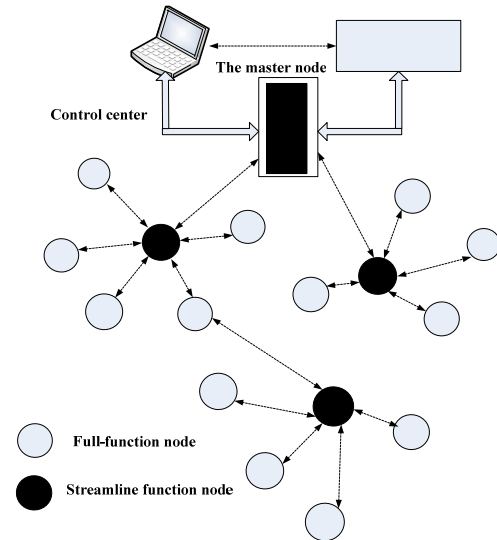 The master node
Control center
Full-function node
Streamline function node